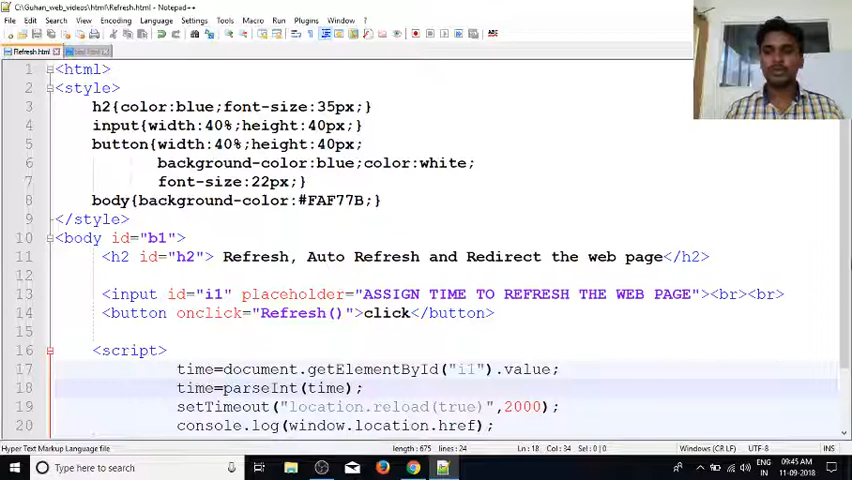 C:\Guhan_web_videos\html\Refresh.html - Notepad++
File Edit Search View Encoding Language Settings Tools Macro Run Plugins Window ?
Refresh.html
1 <html>
2 <style>
3 h2{color:blue;font-size:35px;}
4 input{width:40%;height:40px;}
5 button{width:40%;height:40px;
6 background-color:blue;color:white;
7 font-size:22px;}
8 body{background-color:#FAF77B;}
9 </style>
10 <body id="b1">
11 <h2 id="h2"> Refresh, Auto Refresh and Redirect the web page</h2>
12
13 <input id="i1" placeholder="ASSIGN TIME TO REFRESH THE WEB PAGE"><br><br>
14 <button onclick="Refresh()">click</button>
15
16 <script>
17 time=document.getElementById("i1").value;
18 time=parseInt(time);
19 setTimeout("location.reload(true)",2000);
20 console.log(window.location.href);
Hyper Text Markup Language file length : 675 lines : 24 Ln : 18 Col : 34 Sel : 0 | 0 Windows (CR LF) UTF-8 INS
Type here to search
ENG
IN
09:45 AM
11-09-2018